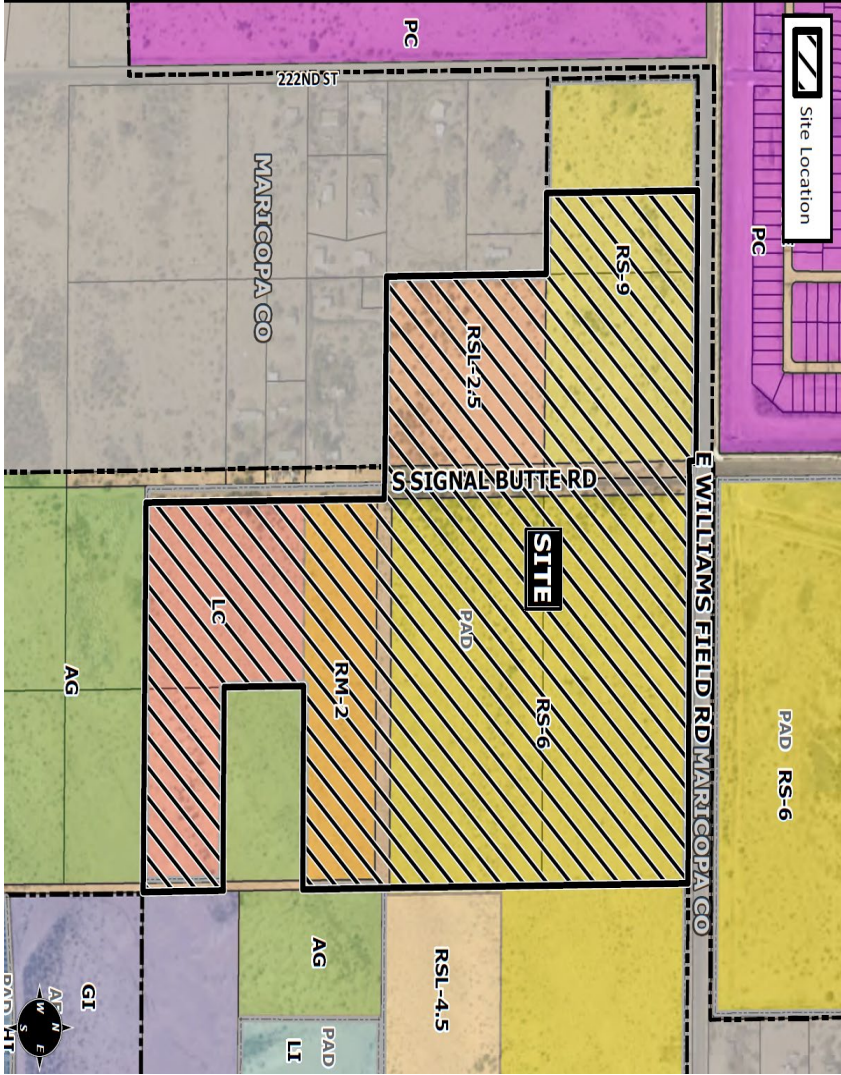 Site Location
PC
PAD RS-6
E WILLIAMS FIELD RD
MARICOPA CO
RS-9
SITE
RS-6
S SIGNAL BUTTE RD
RSL-2.5
PAD
RSL-4.5
PC
RM-2
222ND ST
AG
PAD
LI
MARICOPA CO
LC
GI
AG
N
W E
S